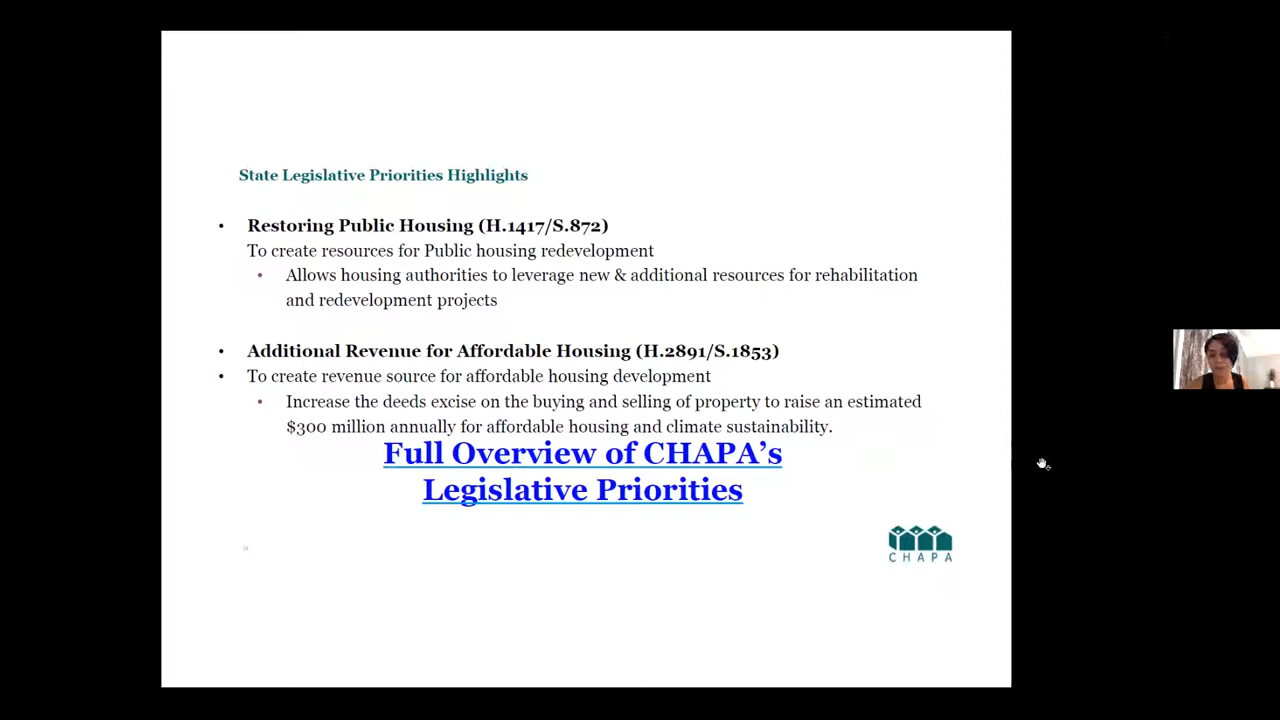 State Legislative Priorities Highlights
• Restoring Public Housing (H.1417/S.872)
To create resources for Public housing redevelopment
• Allows housing authorities to leverage new & additional resources for rehabilitation
and redevelopment projects
• Additional Revenue for Affordable Housing (H.2891/S.1853)
• To create revenue source for affordable housing development
• Increase the deeds excise on the buying and selling of property to raise an estimated
$300 million annually for affordable housing and climate sustainability.
Full Overview of CHAPA’s
Legislative Priorities
CHAPA